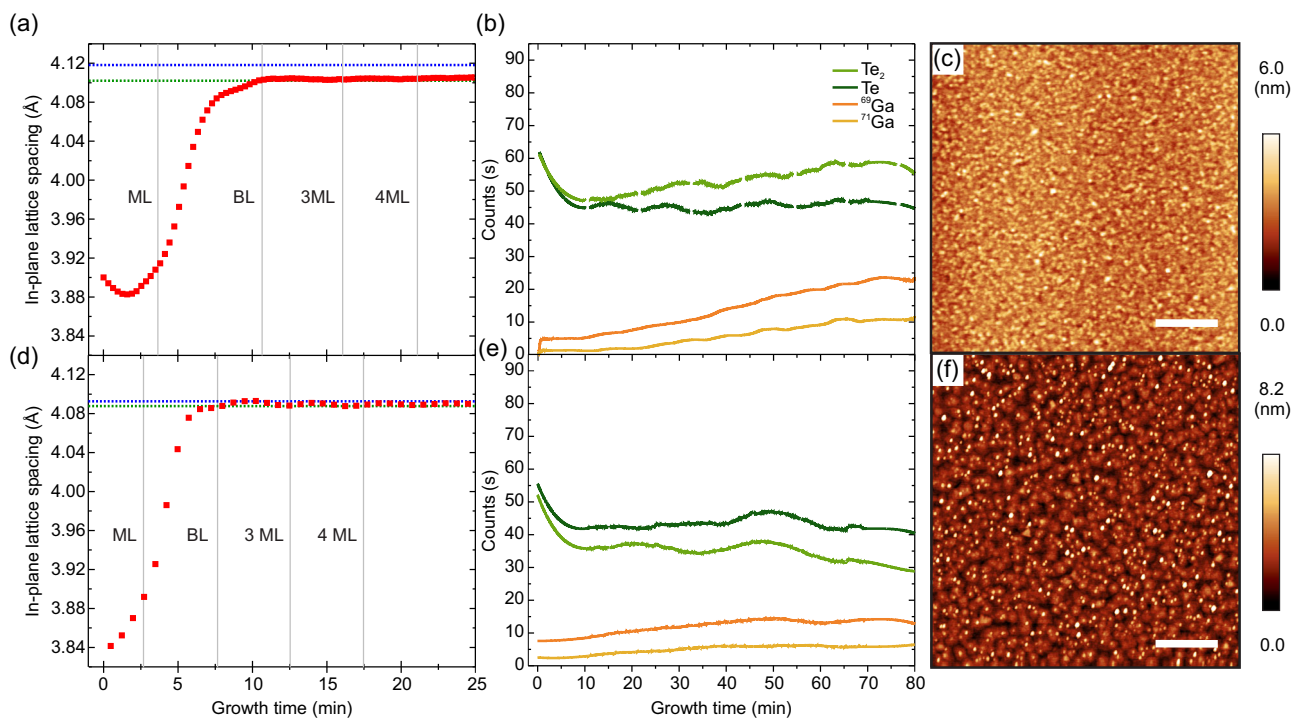 (a)
In-plane lattice spacing (Å)
4.12
4.08
4.04
4.00
3.96
3.92
3.88
3.84
ML
BL
3ML
4ML
(b)
Counts (s)
90
80
70
60
50
40
30
20
10
0
Te2
Te
69Ga
71Ga
(c)
6.0
(nm)
0.0
(d)
In-plane lattice spacing (Å)
4.12
4.08
4.04
4.00
3.96
3.92
3.88
3.84
ML
BL
3 ML
4 ML
0
5
10
15
20
25
Growth time (min)
(e)
Counts (s)
90
80
70
60
50
40
30
20
10
0
0
10
20
30
40
50
60
70
80
Growth time (min)
(f)
8.2
(nm)
0.0